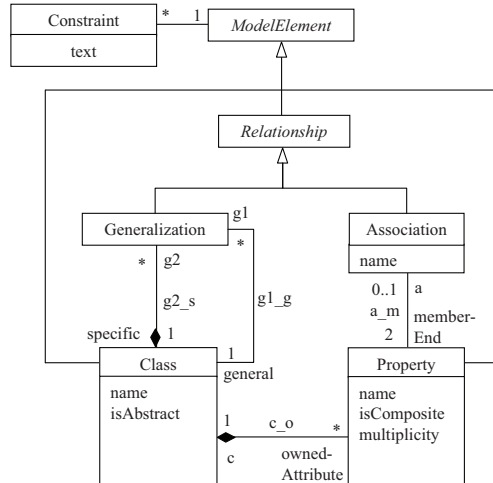 Constraint
text
*
1
ModelElement
Relationship
Generalization
g1
*
Association
name
*
g2
g2_s
g1_g
specific
1
0..1
a
a_m
member-
End
2
Class
name
isAbstract
1
general
Property
name
isComposite
multiplicity
1
c
c_o
*
owned-
Attribute